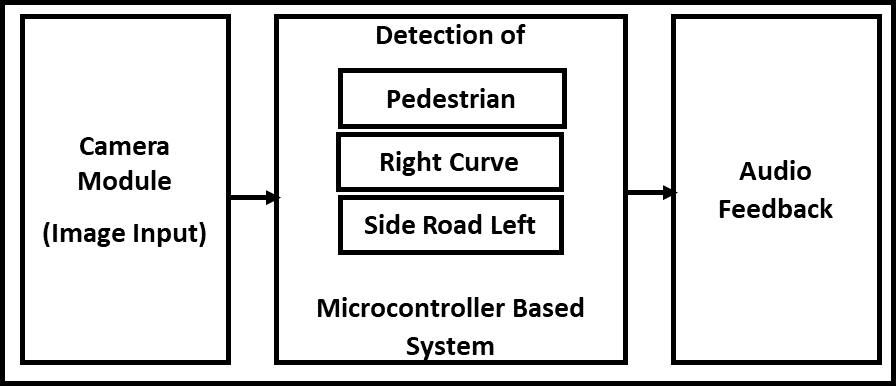 Camera
Module
(Image Input)
Detection of
Pedestrian
Right Curve
Side Road Left
Microcontroller Based
System
Audio
Feedback